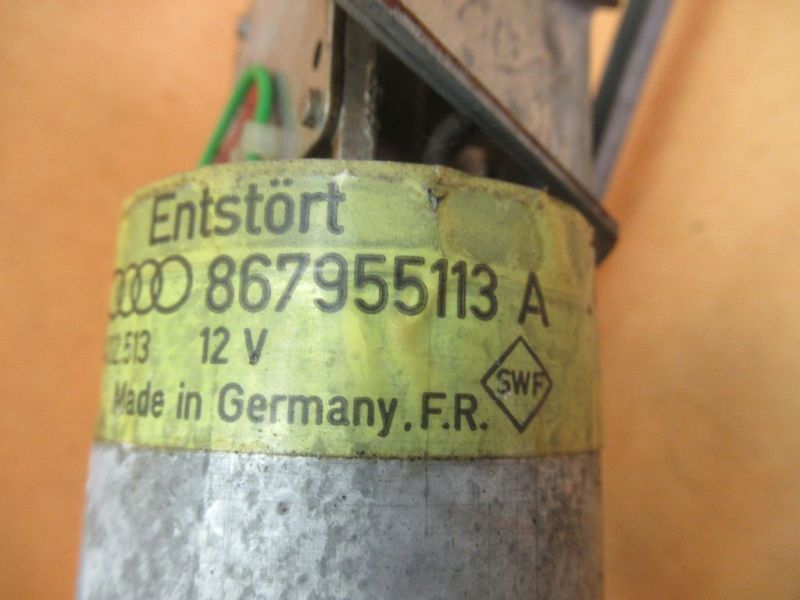 Entstört
867955113 A
12 V
SWF
Made in Germany, F.R.